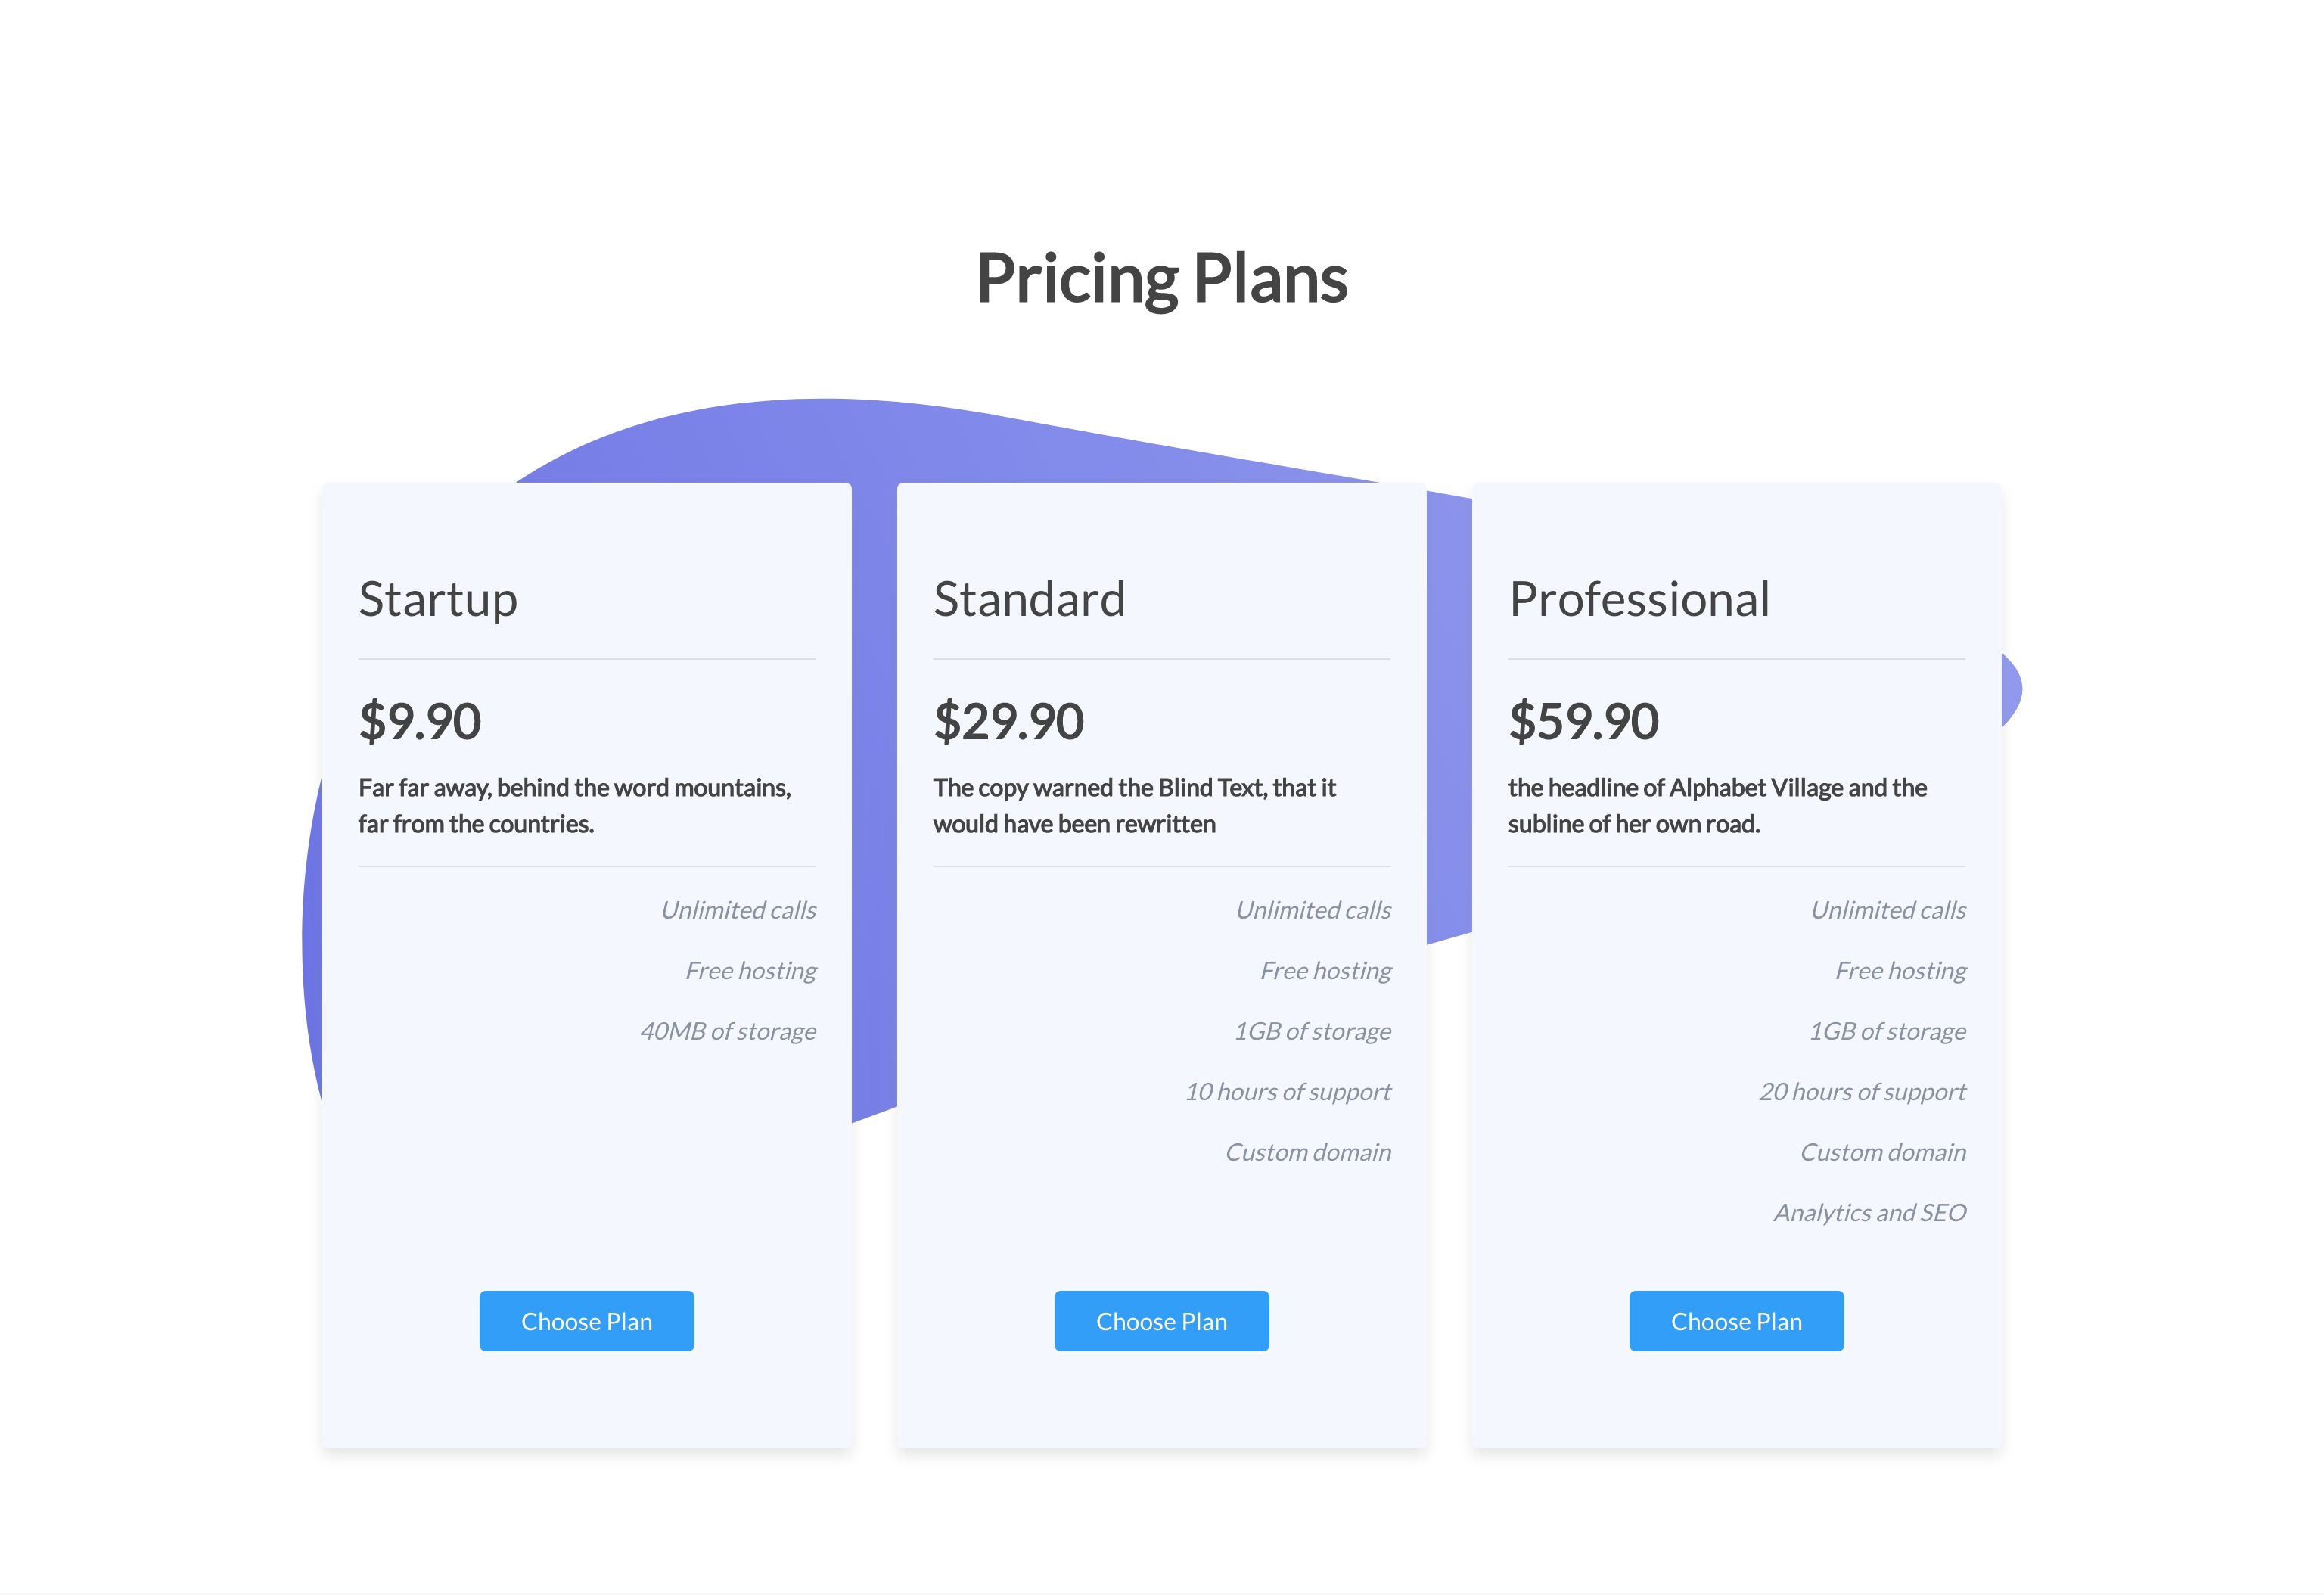 Pricing Plans
Startup
$9.90
Far far away, behind the word mountains,
far from the countries.
Unlimited calls
Free hosting
40MB of storage
Choose Plan
Standard
$29.90
The copy warned the Blind Text, that it
would have been rewritten
Unlimited calls
Free hosting
1GB of storage
10 hours of support
Custom domain
Choose Plan
Professional
$59.90
the headline of Alphabet Village and the
subline of her own road.
Unlimited calls
Free hosting
1GB of storage
20 hours of support
Custom domain
Analytics and SEO
Choose Plan